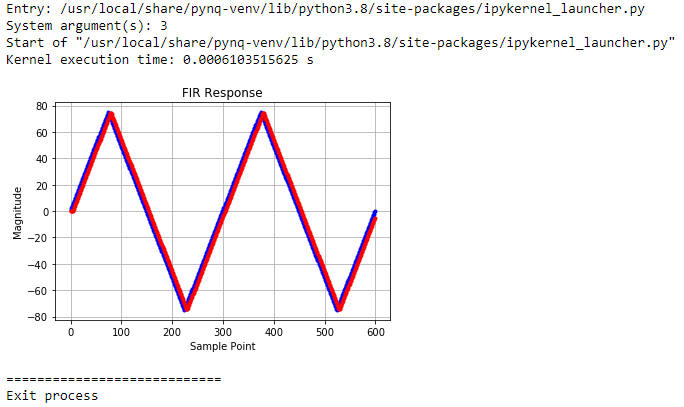 Entry: /usr/local/share/pynq-venv/lib/python3.8/site-packages/ipykernel_launcher.py
System argument(s): 3
Start of "/usr/local/share/pynq-venv/lib/python3.8/site-packages/ipykernel_launcher.py"
Kernel execution time: 0.0006103515625 s
FIR Response
80
60
40
20
0
−20
−40
−60
−80
Magnitude
0 100 200 300 400 500 600
Sample Point
============================
Exit process